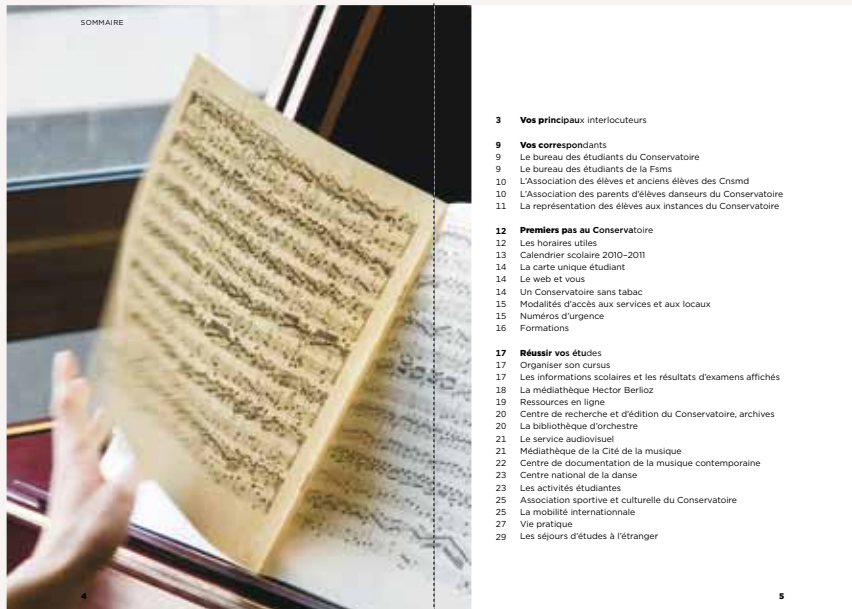 SOMMAIRE
3 Vos principaux interlocuteurs
9 Vos correspondants
9 Le bureau des étudiants du Conservatoire
9 Le bureau des étudiants de la Fsms
10 L'Association des élèves et anciens élèves des Cnsmd
10 L'Association des parents d'élèves danseurs du Conservatoire
11 La représentation des élèves aux instances du Conservatoire
12 Premiers pas au Conservatoire
12 Les horaires utiles
13 Calendrier scolaire 2010–2011
14 La carte unique étudiant
14 Le web et vous
14 Un Conservatoire sans tabac
15 Modalités d'accès aux services et aux locaux
15 Numéros d'urgence
16 Formations
17 Réussir vos études
17 Organiser son cursus
17 Les informations scolaires et les résultats d'examens affichés
18 La médiathèque Hector Berlioz
19 Ressources en ligne
20 Centre de recherche et d'édition du Conservatoire, archives
20 La bibliothèque d'orchestre
21 Le service audiovisuel
21 Médiathèque de la Cité de la musique
22 Centre de documentation de la musique contemporaine
23 Centre national de la danse
23 Les activités étudiantes
25 Association sportive et culturelle du Conservatoire
25 La mobilité internationale
27 Vie pratique
29 Les séjours d'études à l'étranger
4
5